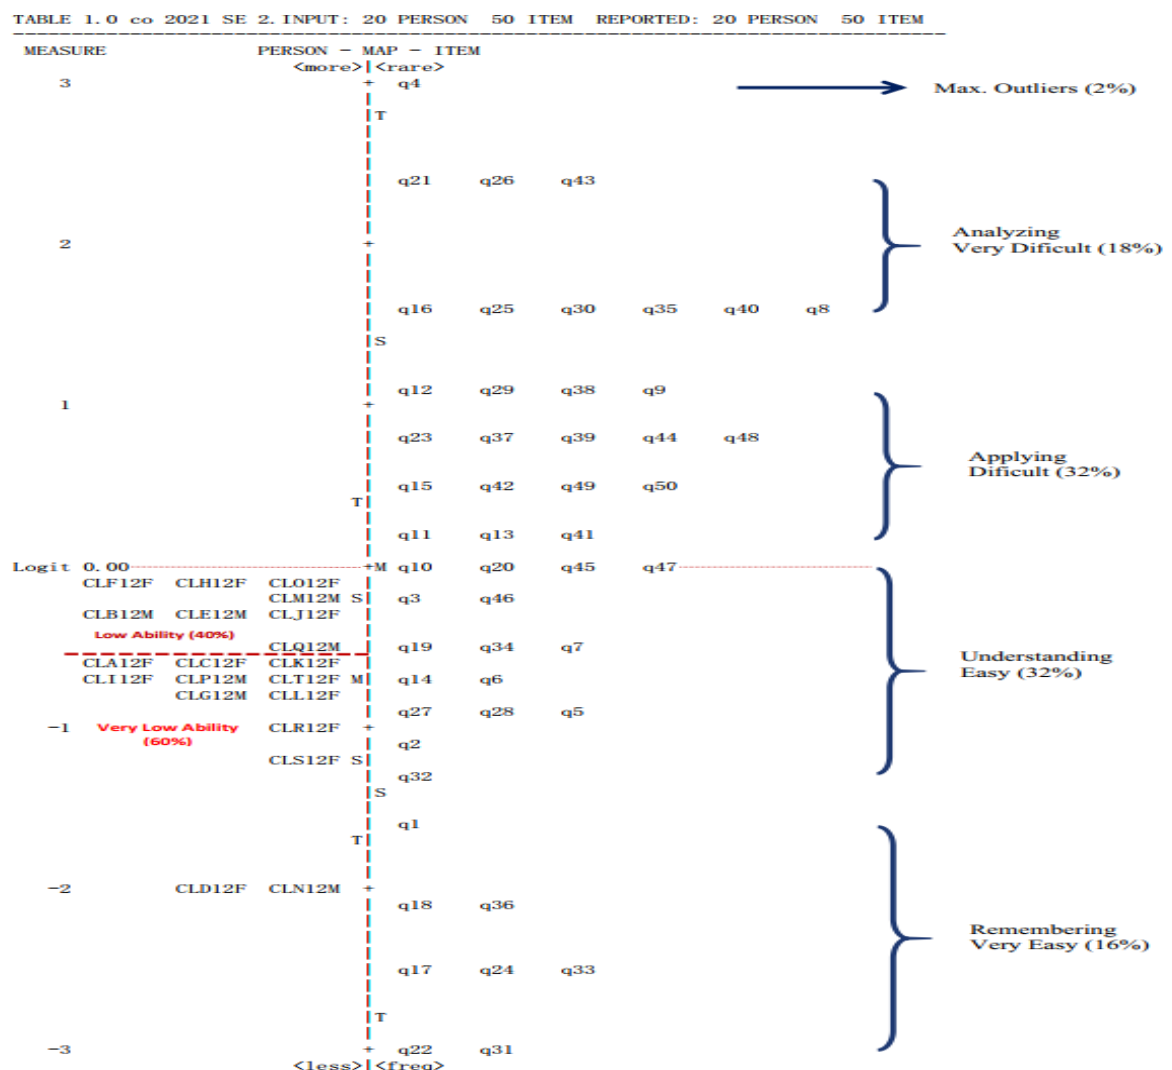 TABLE 1.0 co 2021 SE 2. INPUT: 20 PERSON 50 ITEM REPORTED: 20 PERSON 50 ITEM
MEASURE PERSON - MAP - ITEM
<more>|<rare>
3 + q4 Max. Outliers (2%)
T
q21 q26 q43
Analyzing
2 + Very Dificult (18%)
q16 q25 q30 q35 q40 q8
S
q12 q29 q38 q9
1 +
q23 q37 q39 q44 q48
Applying
Dificult (32%)
q15 q42 q49 q50
T
q11 q13 q41
Logit 0.00 +M q10 q20 q45 q47
CLF12F CLH12F CLO12F
CLM12M S q3 q46
CLB12M CLE12M CLJ12F
Low Ability (40%)
CLQ12M q19 q34 q7
Understanding
CLA12F CLC12F CLK12F
Easy (32%)
CLI12F CLP12M CLT12F M q14 q6
CLG12M CLL12F
q27 q28 q5
-1 Very Low Ability CLR12F +
(60%) q2
CLS12F S
q32
S
q1
T
-2 CLD12F CLN12M +
q18 q36
Remembering
Very Easy (16%)
q17 q24 q33
T
-3 + q22 q31
<less>|<freq>